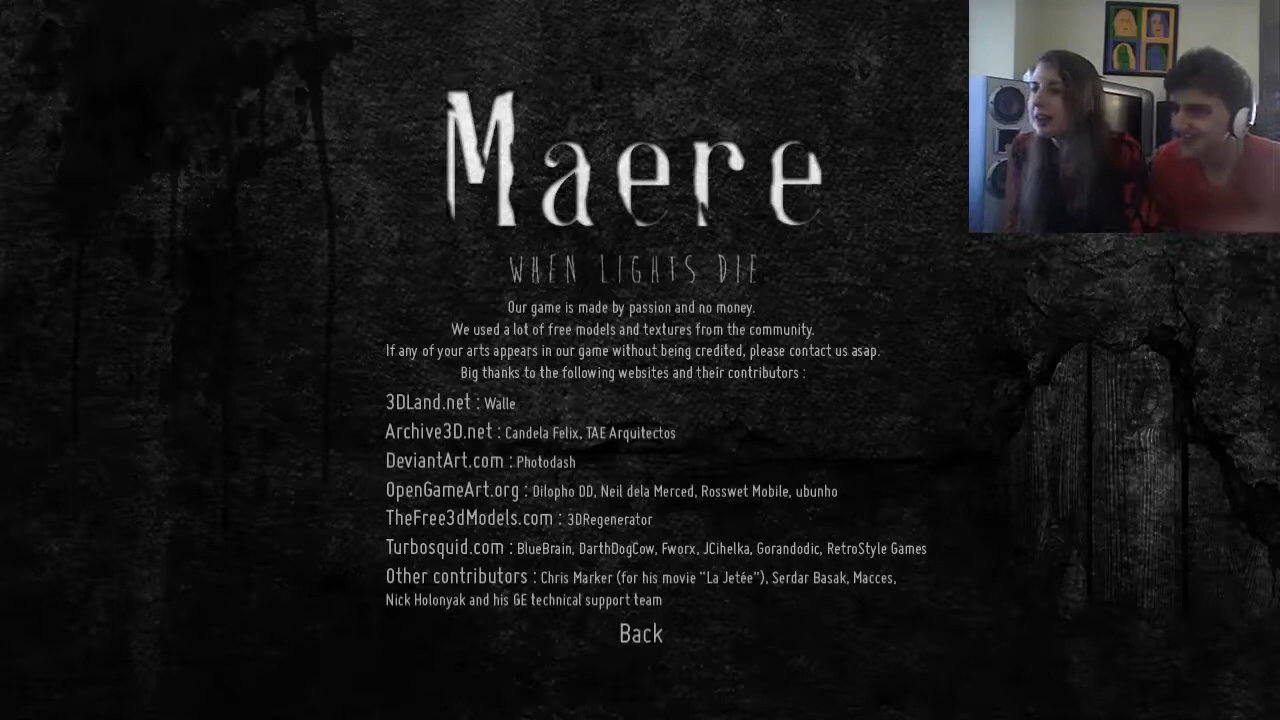 Maere
WHEN LIGHTS DIE
Our game is made by passion and no money.
We used a lot of free models and textures from the community.
If any of your arts appears in our game without being credited, please contact us asap.
Big thanks to the following websites and their contributors :
3DLand.net : Walle
Archive3D.net : Candela Felix, TAE Arquitectos
DeviantArt.com : Photodash
OpenGameArt.org : Dilopho DD, Neil dela Merced, Rosswet Mobile, ubunho
TheFree3dModels.com : 3DRegenerator
Turbosquid.com : BlueBrain, DarthDogCow, Fworx, JCihelka, Gorandodic, RetroStyle Games
Other contributors : Chris Marker (for his movie "La Jetée"), Serdar Basak, Macces,
Nick Holonyak and his GE technical support team
Back